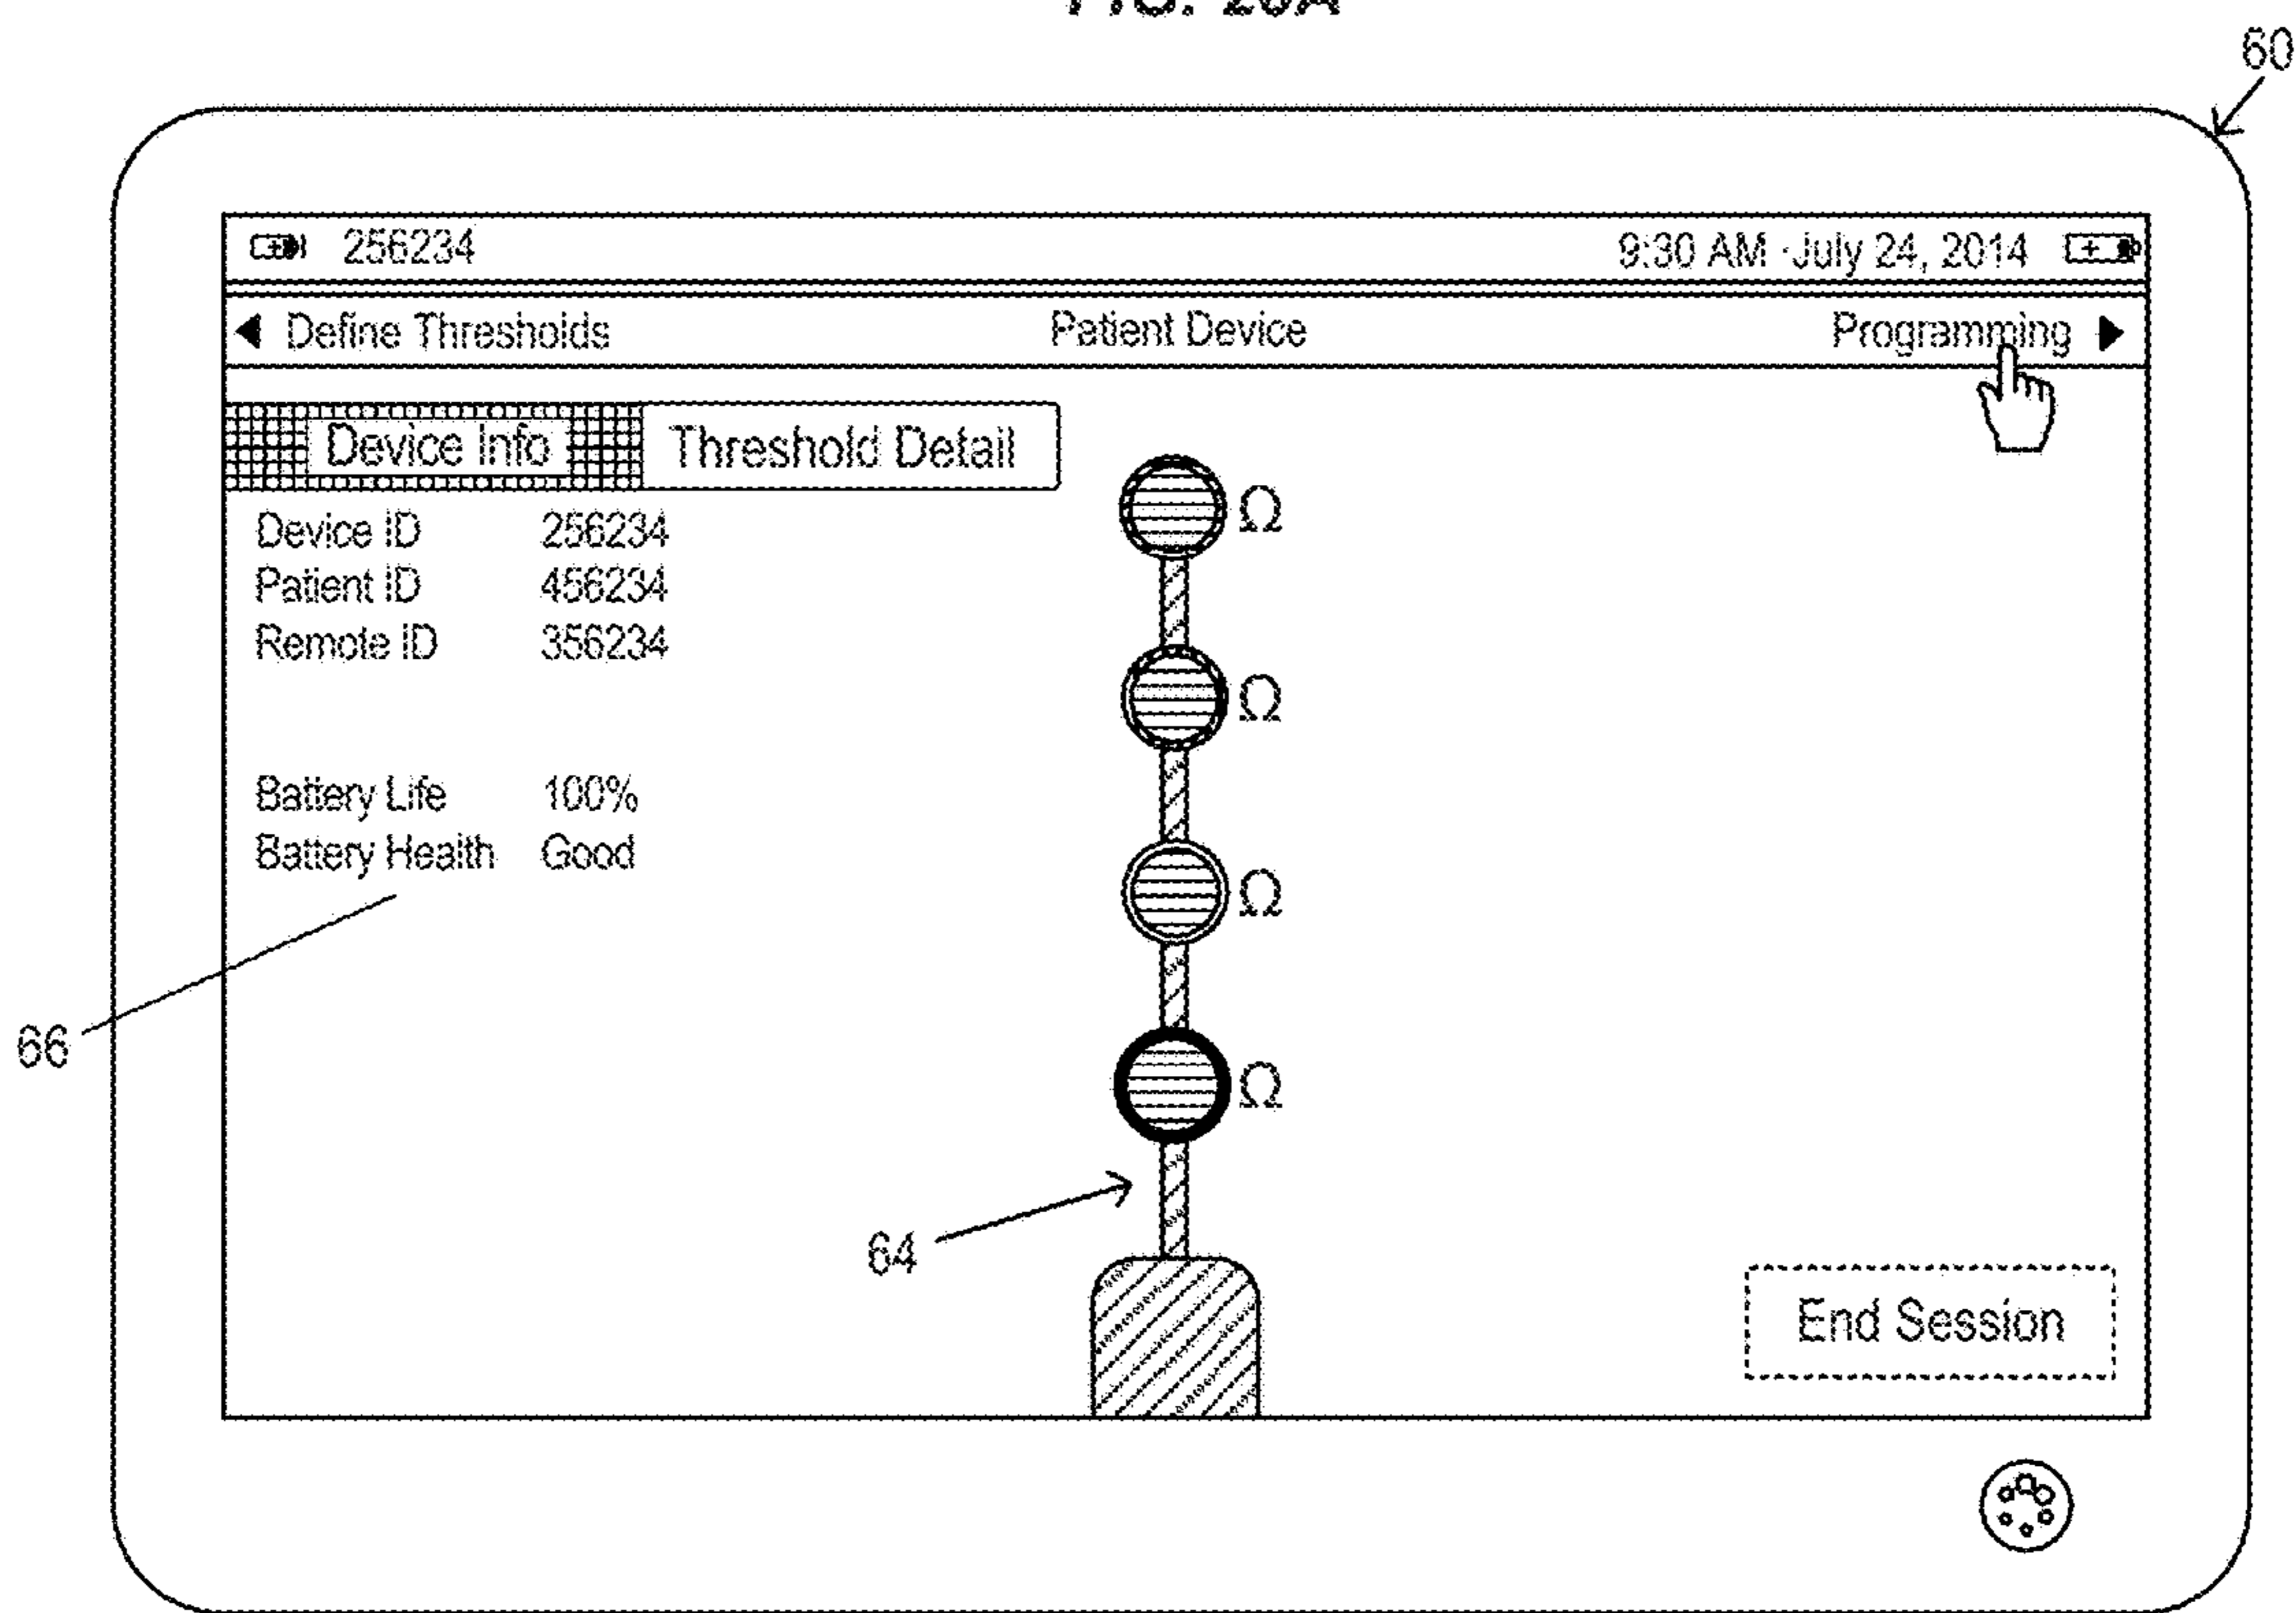 60
256234 9:30 AM July 24, 2014
Define Thresholds Patient Device Programming
Device Info Threshold Detail
Ω
Device ID 256234
Patient ID 456234
Remote ID 356234
Ω
Battery Life 100%
Battery Health Good
Ω
66
Ω
64
End Session